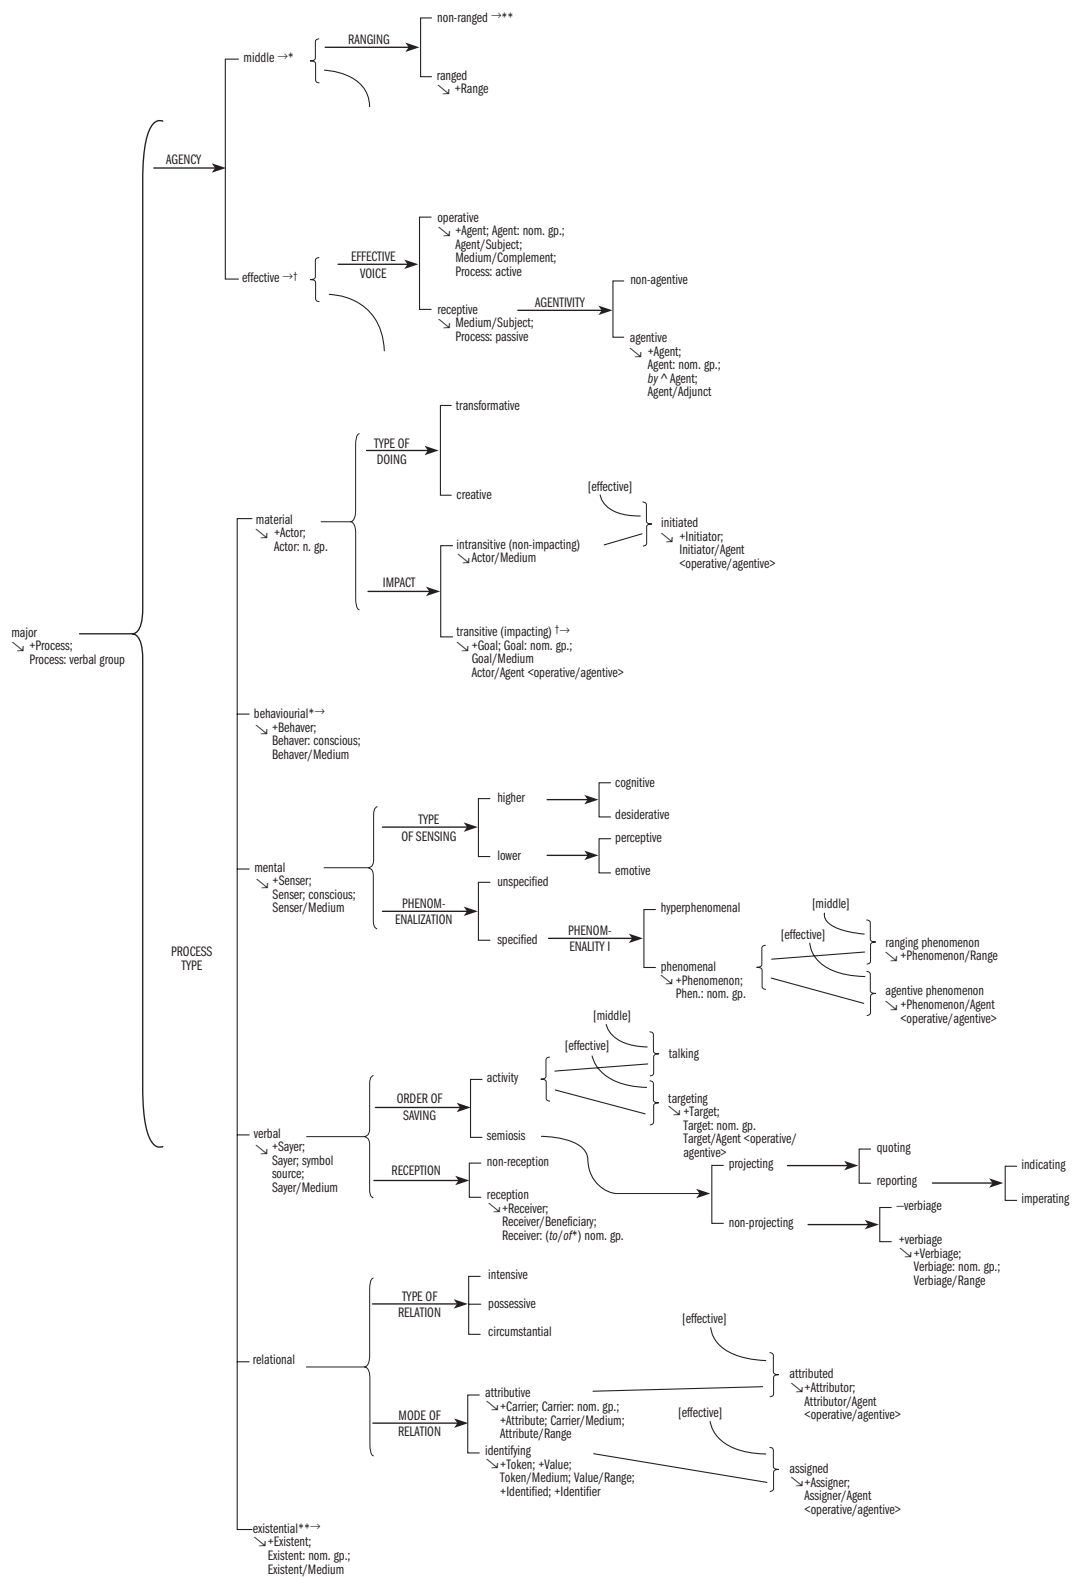 non-ranged →**
RANGING
middle →*
ranged
↘ +Range
AGENCY
operative
↘ +Agent; Agent: nom. gp.;
Agent/Subject;
Medium/Complement;
Process: active
EFFECTIVE
VOICE
effective →†
non-agentive
AGENTIVITY
receptive
↘ Medium/Subject;
Process: passive
agentive
↘ +Agent;
Agent: nom. gp.;
by ^ Agent;
Agent/Adjunct
transformative
TYPE OF
DOING
creative
[effective]
material
↘ +Actor;
Actor: n. gp.
initiated
↘ +Initiator;
Initiator/Agent
<operative/agentive>
intransitive (non-impacting)
↘ Actor/Medium
IMPACT
transitive (impacting) †→
↘ +Goal; Goal: nom. gp.;
Goal/Medium
Actor/Agent <operative/agentive>
major
↘ +Process;
Process: verbal group
behaviourial*→
↘ +Behaver;
Behaver: conscious;
Behaver/Medium
cognitive
higher
desiderative
TYPE
OF SENSING
perceptive
lower
emotive
mental
↘ +Senser;
Senser; conscious;
Senser/Medium
unspecified
PHENOM-
ENALIZATION
specified
PHENOM-
ENALITY I
hyperphenomenal
[middle]
[effective]
ranging phenomenon
↘ +Phenomenon/Range
phenomenal
↘ +Phenomenon;
Phen.: nom. gp.
agentive phenomenon
↘ +Phenomenon/Agent
<operative/agentive>
PROCESS
TYPE
[middle]
[effective]
talking
activity
ORDER OF
SAVING
targeting
↘ +Target;
Target: nom. gp.
Target/Agent <operative/
agentive>
verbal
↘ +Sayer;
Sayer; symbol
source;
Sayer/Medium
semiosis
quoting
projecting
reporting
indicating
imperating
RECEPTION
non-reception
reception
↘ +Receiver;
Receiver/Beneficiary;
Receiver: (to/of*) nom. gp.
non-projecting
–verbiage
+verbiage
↘ +Verbiage;
Verbiage: nom. gp.;
Verbiage/Range
intensive
TYPE OF
RELATION
possessive
circumstantial
[effective]
relational
attributed
↘ +Attributor;
Attributor/Agent
<operative/agentive>
attributive
↘ +Carrier; Carrier: nom. gp.;
+Attribute; Carrier/Medium;
Attribute/Range
MODE OF
RELATION
[effective]
identifying
↘ +Token; +Value;
Token/Medium; Value/Range;
+Identified; +Identifier
assigned
↘ +Assigner;
Assigner/Agent
<operative/agentive>
existential**→
↘ +Existent;
Existent: nom. gp.;
Existent/Medium